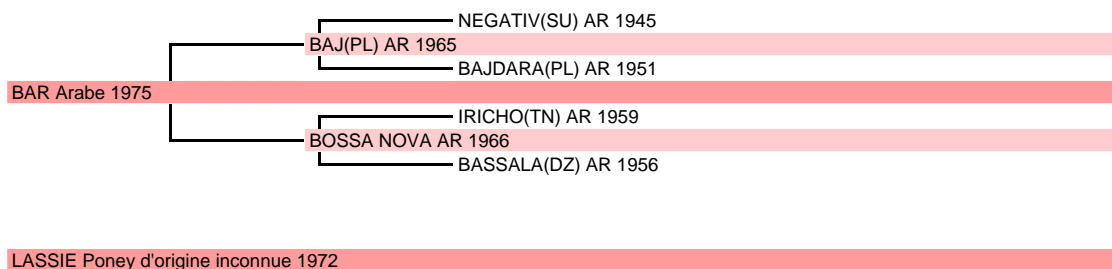 NEGATIV(SU) AR 1945
BAJ(PL) AR 1965
BAJDARA(PL) AR 1951
BAR Arabe 1975
IRICHO(TN) AR 1959
BOSSA NOVA AR 1966
BASSALA(DZ) AR 1956
LASSIE Poney d'origine inconnue 1972